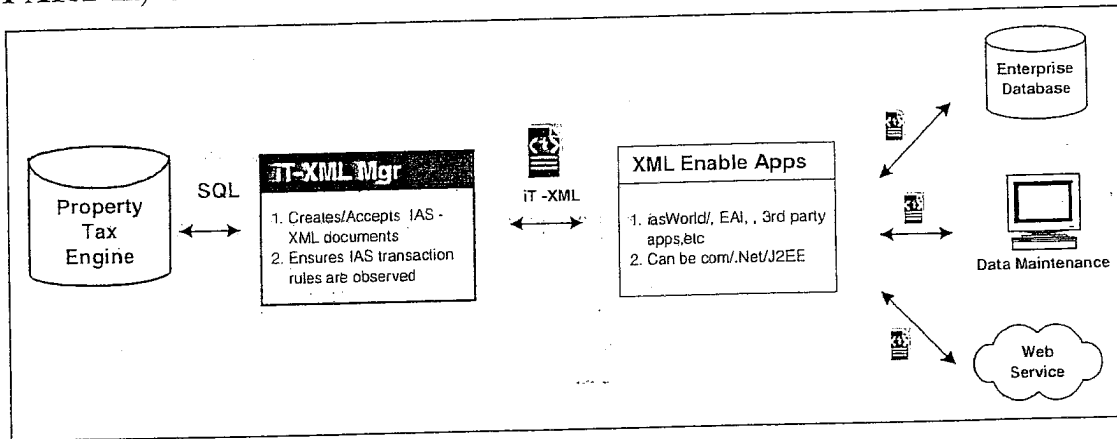 Property
Tax
Engine
SQL
iT-XML Mgr
1. Creates/Accepts IAS -
XML documents
2. Ensures IAS transaction
rules are observed
iT -XML
XML Enable Apps
1. iasWorld/, EAI, , 3rd party
apps,etc
2. Can be com/.Net/J2EE
Enterprise
Database
Data Maintenance
Web
Service